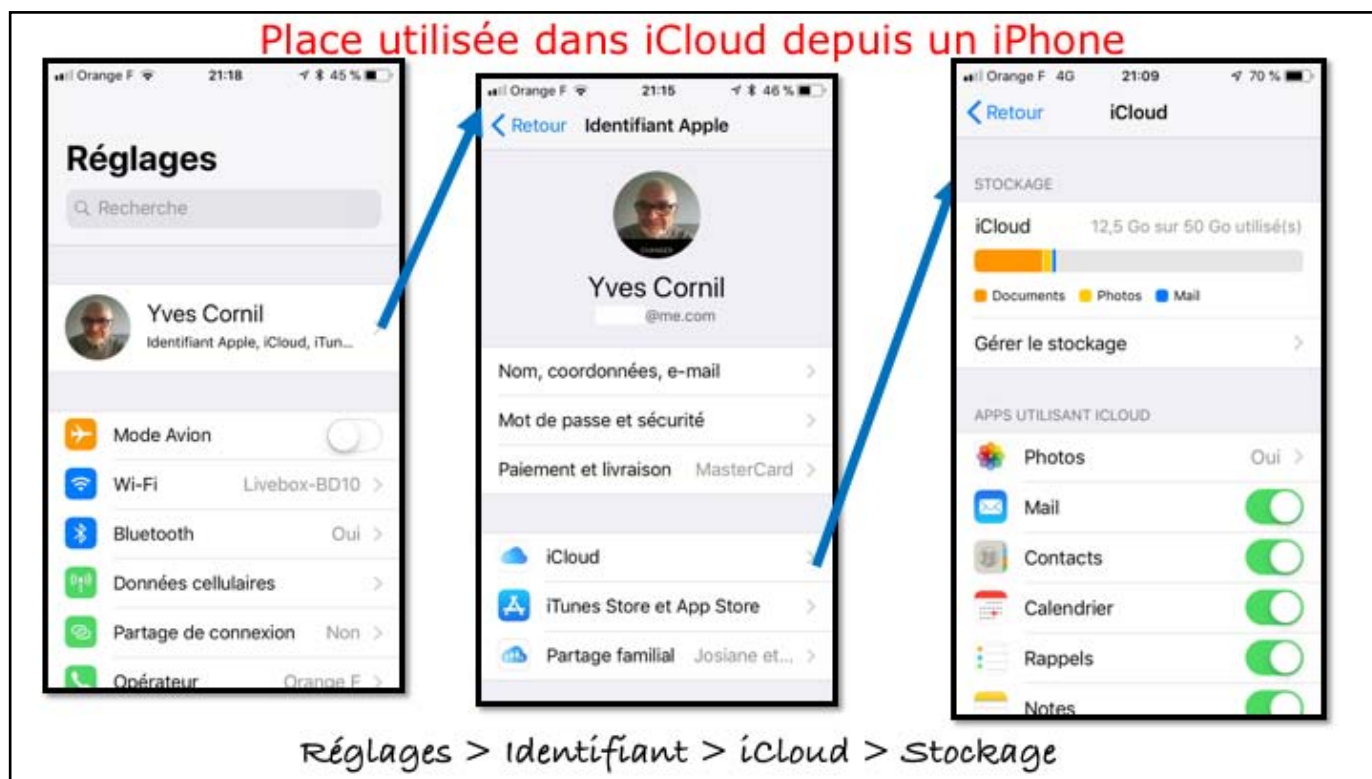 Place utilisée dans iCloud depuis un iPhone
Orange F 21:18 45 %
Réglages
Recherche
Yves Cornil
Identifiant Apple, iCloud, iTun...
Mode Avion
Wi-Fi Livebox-BD10
Bluetooth Oui
Données cellulaires
Partage de connexion Non
Opérateur Orange F
Orange F 21:15 46 %
Retour Identifiant Apple
CHANGER
Yves Cornil
@me.com
Nom, coordonnées, e-mail
Mot de passe et sécurité
Paiement et livraison MasterCard
iCloud
iTunes Store et App Store
Partage familial Josiane et...
Orange F 4G 21:09 70 %
Retour iCloud
STOCKAGE
iCloud 12,5 Go sur 50 Go utilisé(s)
Documents Photos Mail
Gérer le stockage
APPS UTILISANT ICLOUD
Photos Oui
Mail
Contacts
Calendrier
Rappels
Notes
Réglages > Identifiant > iCloud > Stockage